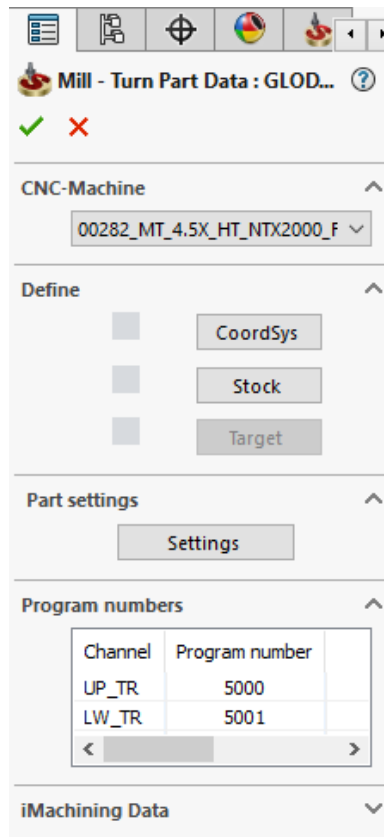 Mill - Turn Part Data : GLOD...
CNC-Machine
00282_MT_4.5X_HT_NTX2000_F
Define
CoordSys
Stock
Target
Part settings
Settings
Program numbers
Channel Program number
UP_TR 5000
LW_TR 5001
iMachining Data